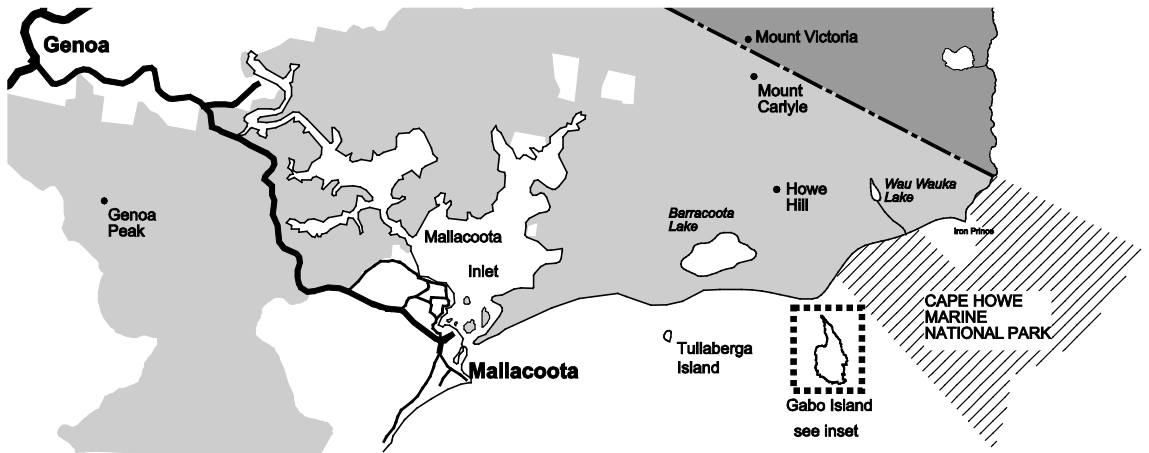 Genoa
Mount Victoria
Mount
Carlyle
Genoa
Peak
Howe
Hill
Wau Wauka
Lake
Barracoota
Lake
Iron Prince
Mallacoota
Inlet
CAPE HOWE
MARINE
NATIONAL PARK
Tullaberga
Island
Mallacoota
Gabo Island
see inset